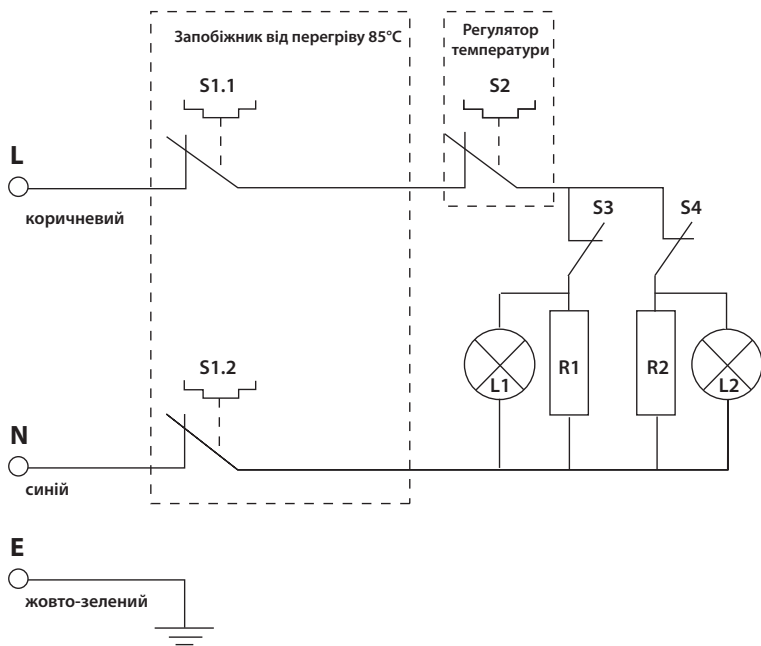 Запобіжник від перегріву 85°C
Регулятор
температури
S1.1
S2
L
коричневий
S3
S4
L1
R1
R2
L2
S1.2
N
синій
E
жовто-зелений